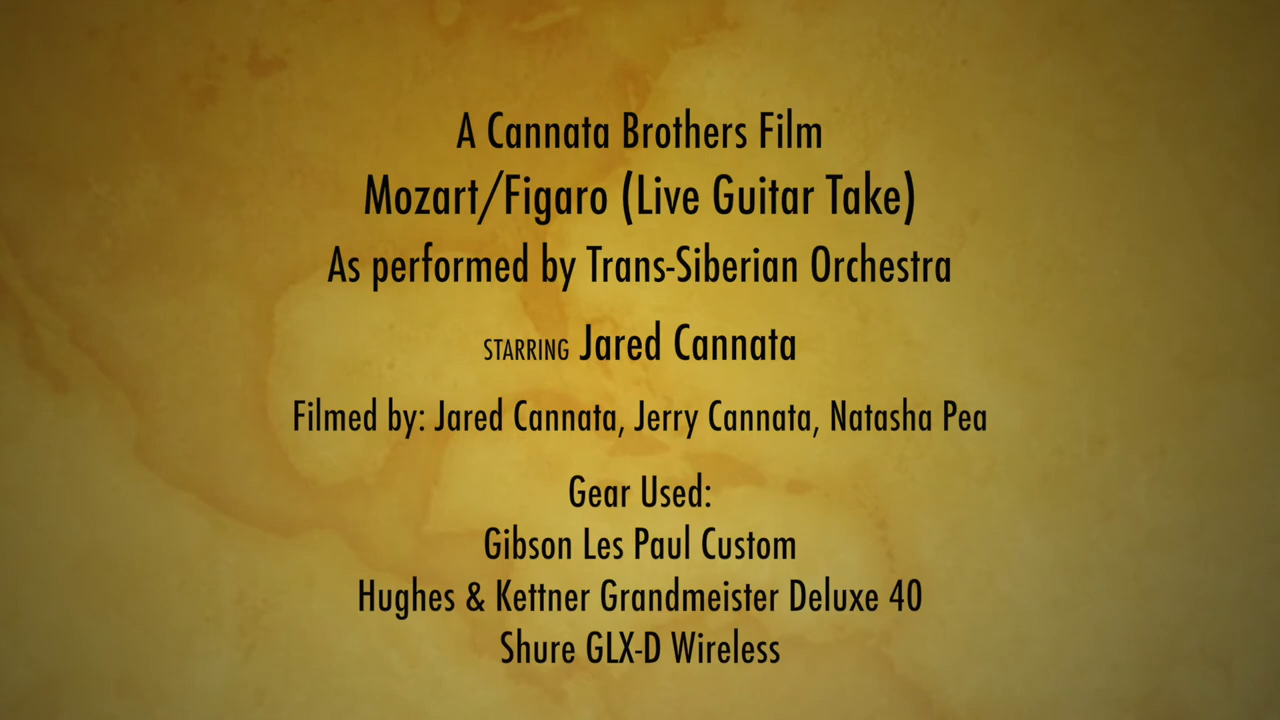 A Cannata Brothers Film
Mozart/Figaro (Live Guitar Take)
As performed by Trans-Siberian Orchestra
STARRING Jared Cannata
Filmed by: Jared Cannata, Jerry Cannata, Natasha Pea
Gear Used:
Gibson Les Paul Custom
Hughes & Kettner Grandmeister Deluxe 40
Shure GLX-D Wireless